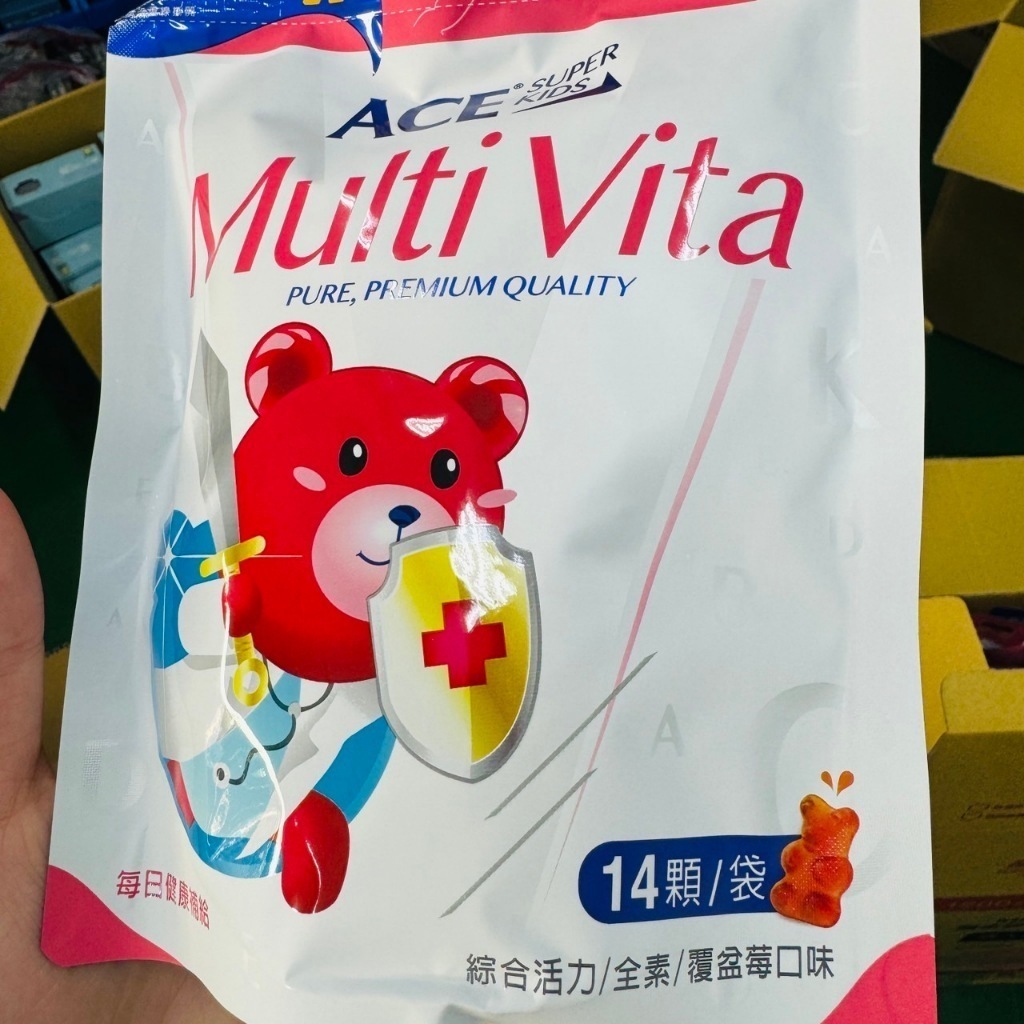 ACE® SUPER KIDS
Multi Vita
PURE, PREMIUM QUALITY
14顆/袋
每日健康補給
綜合活力/全素/覆盆莓口味